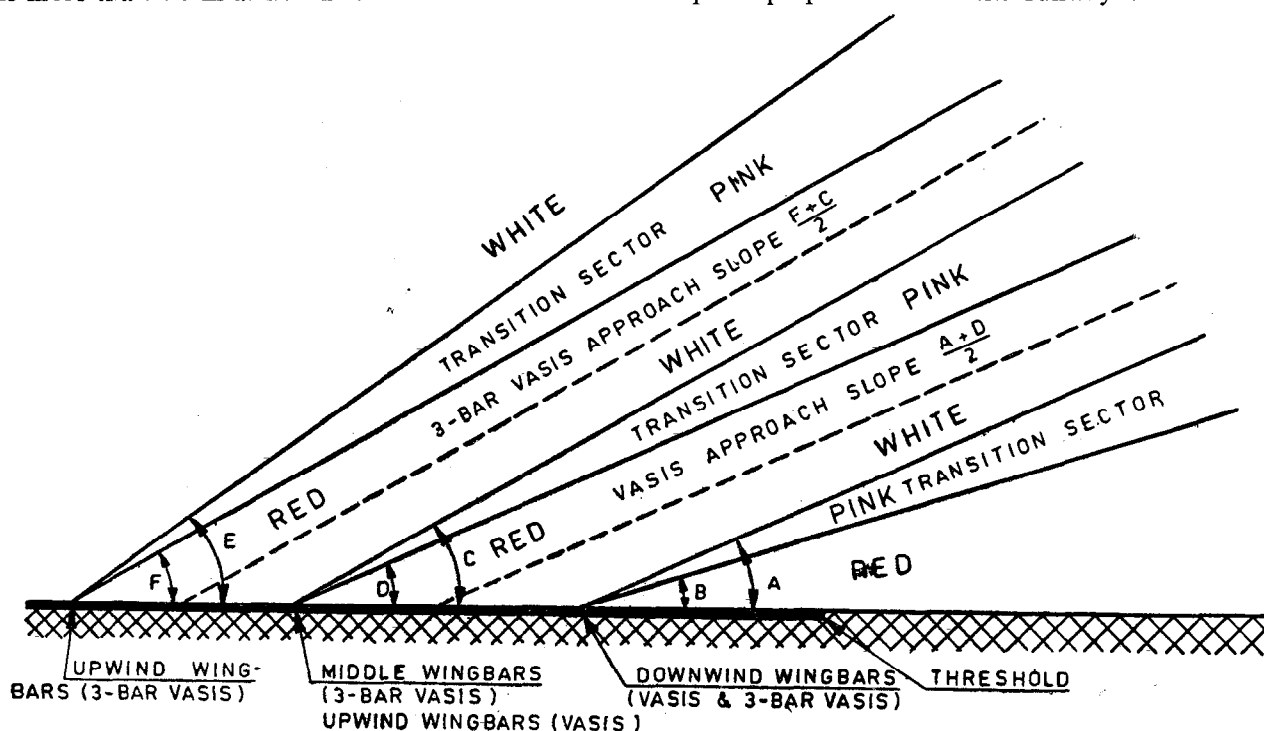 WHITE
TRANSITION SECTOR PINK
3-BAR VASIS APPROACH SLOPE F+C
2
WHITE
TRANSITION SECTOR PINK
RED
VASIS APPROACH SLOPE A+D
2
WHITE
PINK TRANSITION SECTOR
RED
RED
E
F
C
D
A
B
UPWIND WING-
BARS (3-BAR VASIS)
MIDDLE WINGBARS
(3-BAR VASIS)
UPWIND WINGBARS (VASIS)
DOWNWIND WINGBARS
(VASIS & 3-BAR VASIS)
THRESHOLD